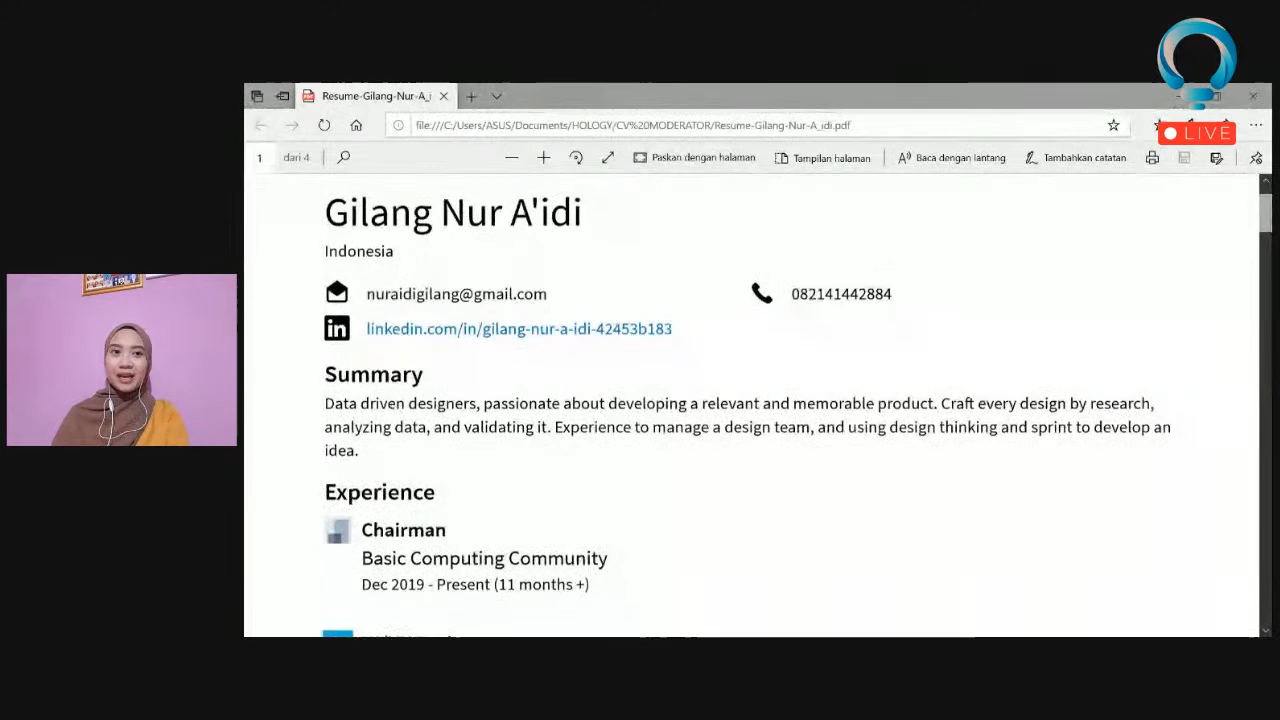 LIVE
Resume-Gilang-Nur-A_i
file:///C:/Users/ASUS/Documents/HOLOGY/CV%20MODERATOR/Resume-Gilang-Nur-A_idi.pdf
1 dari 4 Paskan dengan halaman Tampilan halaman Baca dengan lantang Tambahkan catatan
Gilang Nur A'idi
Indonesia
nuraidigilang@gmail.com 082141442884
in linkedin.com/in/gilang-nur-a-idi-42453b183
Summary
Data driven designers, passionate about developing a relevant and memorable product. Craft every design by research,
analyzing data, and validating it. Experience to manage a design team, and using design thinking and sprint to develop an
idea.
Experience
Chairman
Basic Computing Community
Dec 2019 - Present (11 months +)